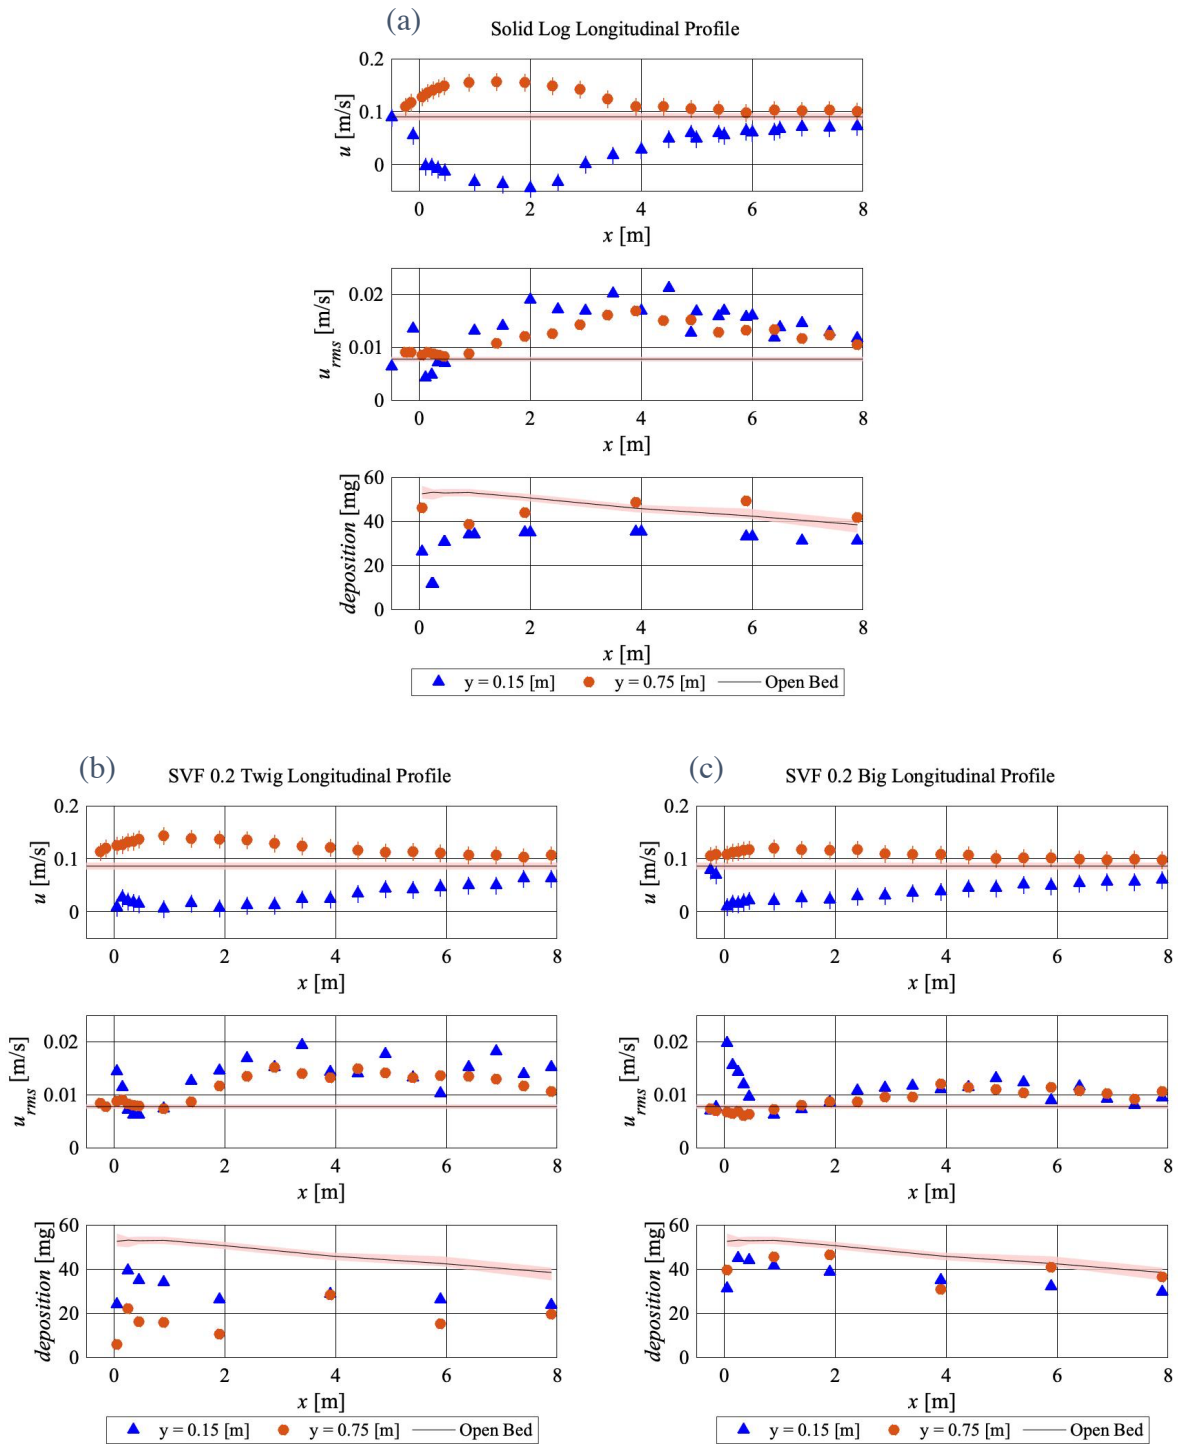 (a)
Solid Log Longitudinal Profile
0.2
0.1
0
u [m/s]
0 2 4 6 8
x [m]
0.02
0.01
0
u_rms [m/s]
0 2 4 6 8
x [m]
60
40
20
0
deposition [mg]
0 2 4 6 8
x [m]
y = 0.15 [m] y = 0.75 [m] Open Bed
(b)
SVF 0.2 Twig Longitudinal Profile
0.2
0.1
0
u [m/s]
0 2 4 6 8
x [m]
0.02
0.01
0
u_rms [m/s]
0 2 4 6 8
x [m]
60
40
20
0
deposition [mg]
0 2 4 6 8
x [m]
y = 0.15 [m] y = 0.75 [m] Open Bed
(c)
SVF 0.2 Big Longitudinal Profile
0.2
0.1
0
u [m/s]
0 2 4 6 8
x [m]
0.02
0.01
0
u_rms [m/s]
0 2 4 6 8
x [m]
60
40
20
0
deposition [mg]
0 2 4 6 8
x [m]
y = 0.15 [m] y = 0.75 [m] Open Bed